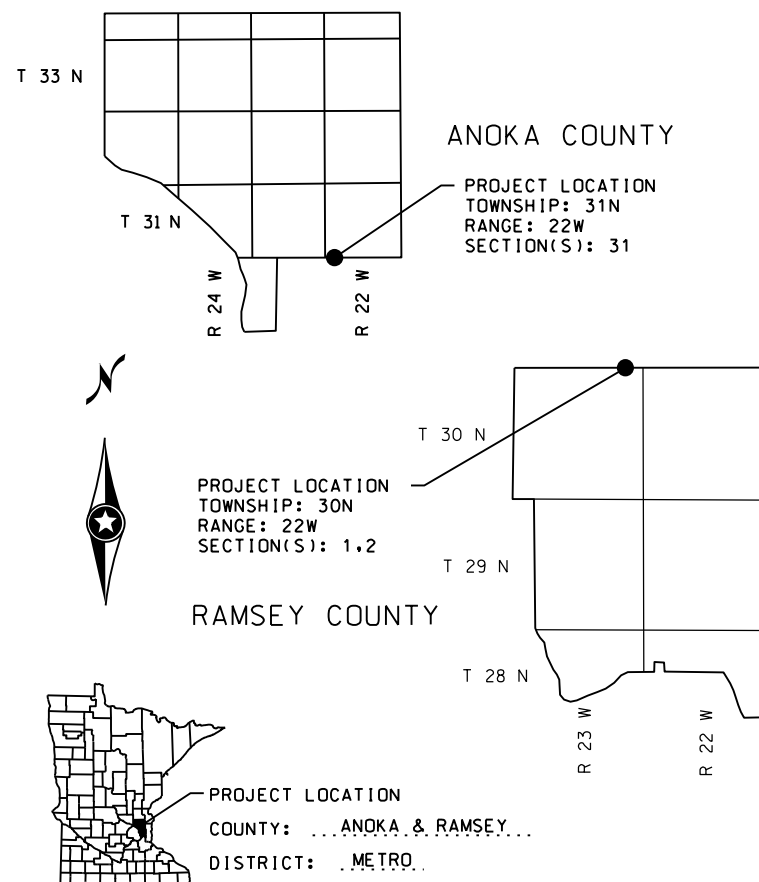 T 33 N
ANOKA COUNTY
PROJECT LOCATION
TOWNSHIP: 31N
RANGE: 22W
SECTION(S): 31
T 31 N
R 24 W
R 22 W
N
T 30 N
PROJECT LOCATION
TOWNSHIP: 30N
RANGE: 22W
SECTION(S): 1,2
T 29 N
RAMSEY COUNTY
T 28 N
R 23 W
R 22 W
PROJECT LOCATION
COUNTY: ANOKA & RAMSEY
DISTRICT: METRO